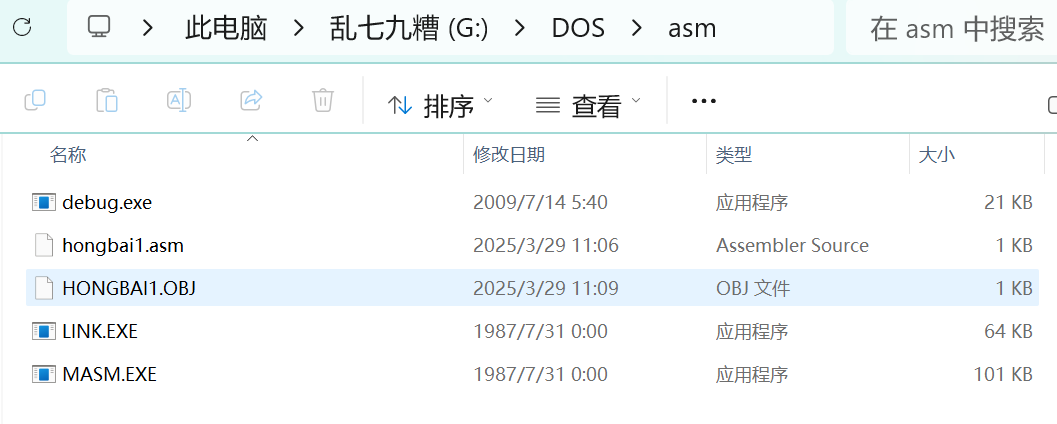 此电脑 乱七九糟 (G:) DOS asm 在 asm 中搜索
排序 查看
名称 修改日期 类型 大小
debug.exe 2009/7/14 5:40 应用程序 21 KB
hongbai1.asm 2025/3/29 11:06 Assembler Source 1 KB
HONGBAI1.OBJ 2025/3/29 11:09 OBJ 文件 1 KB
LINK.EXE 1987/7/31 0:00 应用程序 64 KB
MASM.EXE 1987/7/31 0:00 应用程序 101 KB